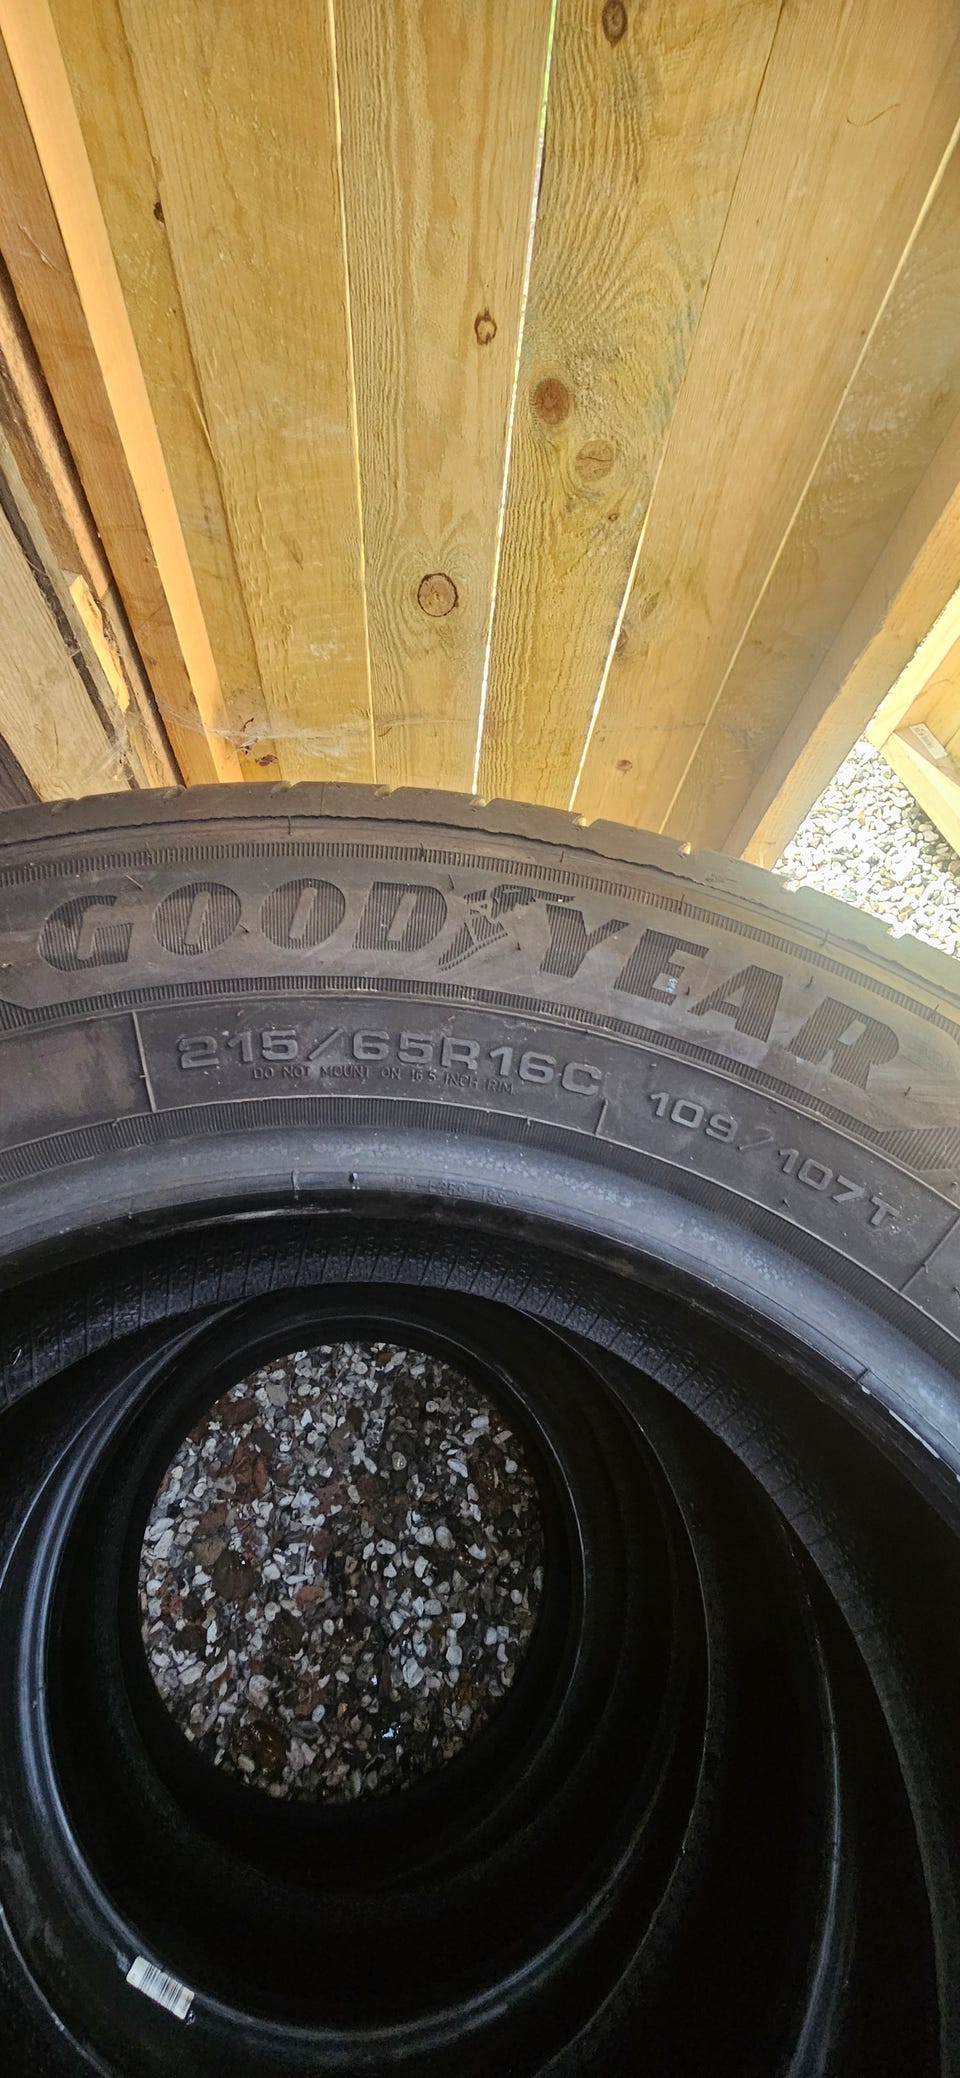 GOODYEAR
215/65R16C 109/107T
DO NOT MOUNT ON 16.5 INCH RIM